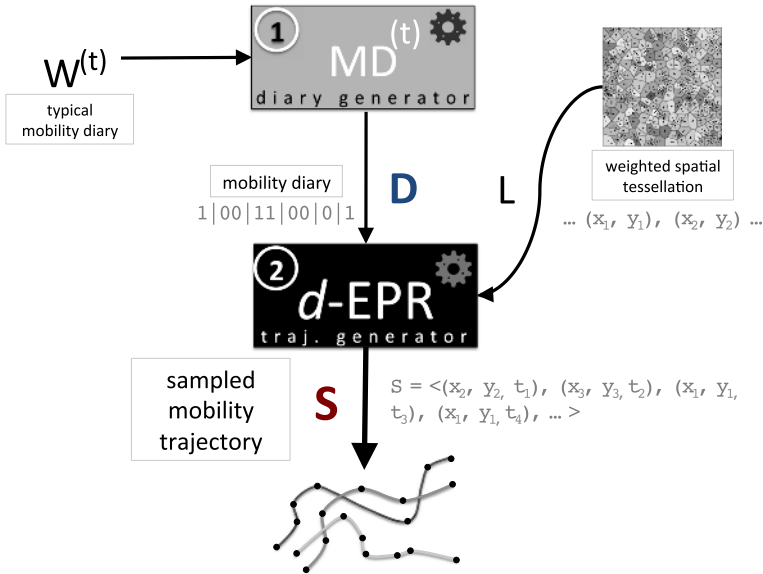 1
MD(t)
diary generator
W(t)
typical
mobility diary
weighted spatial
tessellation
… (x1, y1), (x2, y2) …
mobility diary
1|00|11|00|0|1
D
L
2
d-EPR
traj. generator
sampled
mobility
trajectory
S
S = <(x2, y2, t1), (x3, y3, t2), (x1, y1,
t3), (x1, y1, t4), … >